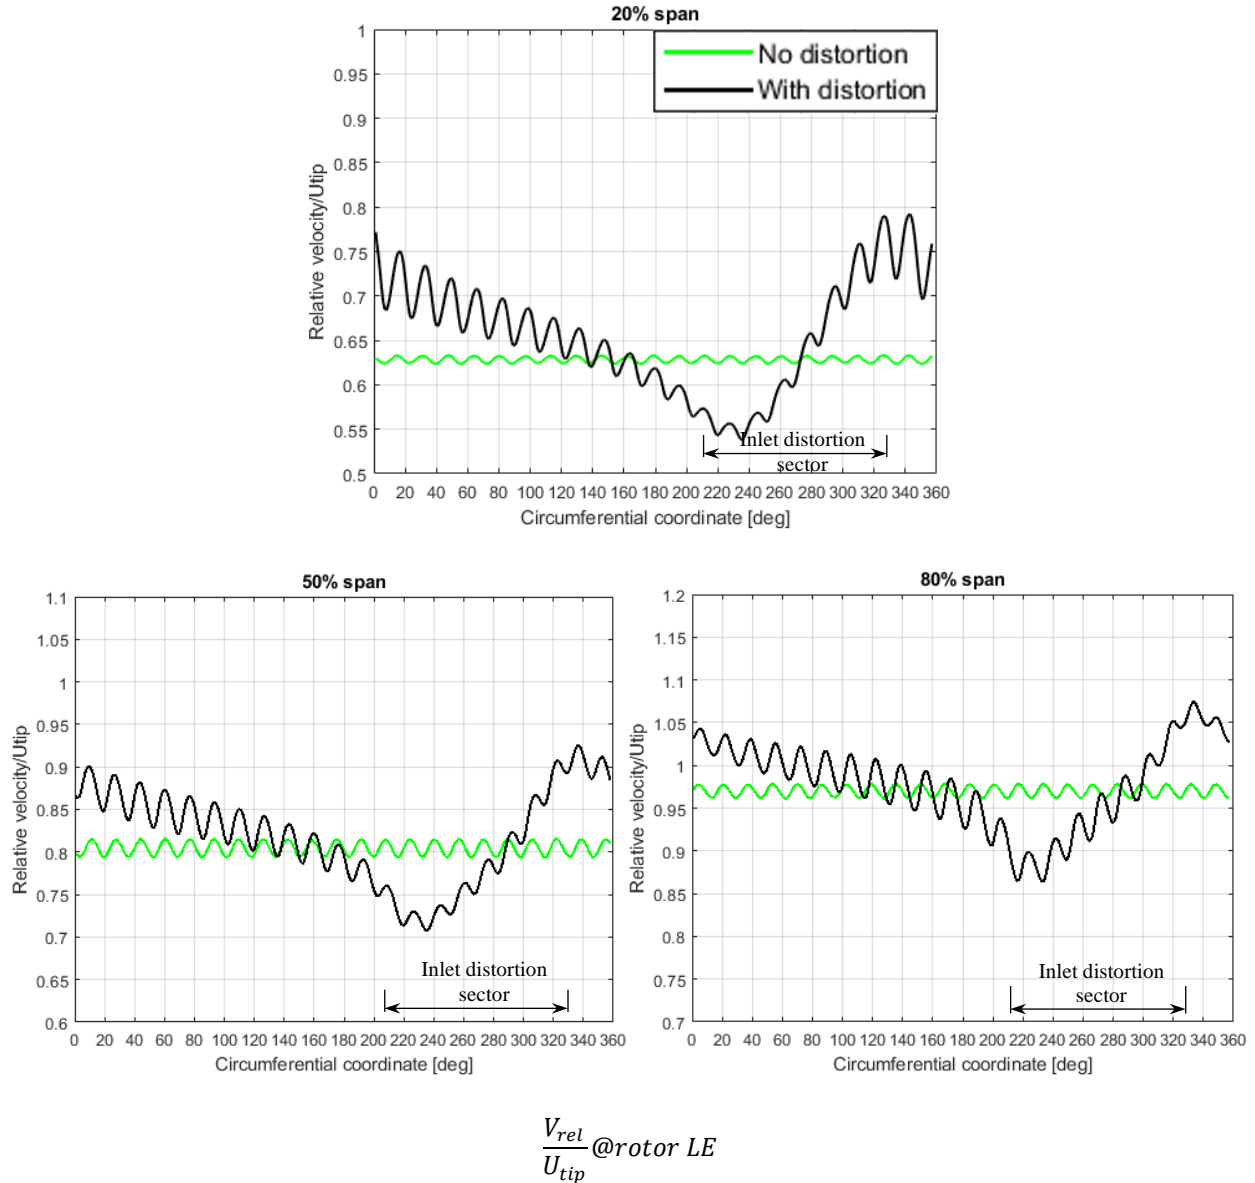 20% span
No distortion
With distortion
1
0.95
0.9
0.85
0.8
0.75
0.7
0.65
0.6
0.55
0.5
Relative velocity/Utip
Inlet distortion
sector
0 20 40 60 80 100 120 140 160 180 200 220 240 260 280 300 320 340 360
Circumferential coordinate [deg]
50% span
1.1
1.05
1
0.95
0.9
0.85
0.8
0.75
0.7
0.65
0.6
Relative velocity/Utip
Inlet distortion
sector
0 20 40 60 80 100 120 140 160 180 200 220 240 260 280 300 320 340 360
Circumferential coordinate [deg]
80% span
1.2
1.15
1.1
1.05
1
0.95
0.9
0.85
0.8
0.75
0.7
Relative velocity/Utip
Inlet distortion
sector
0 20 40 60 80 100 120 140 160 180 200 220 240 260 280 300 320 340 360
Circumferential coordinate [deg]
V_rel/U_tip @rotor LE